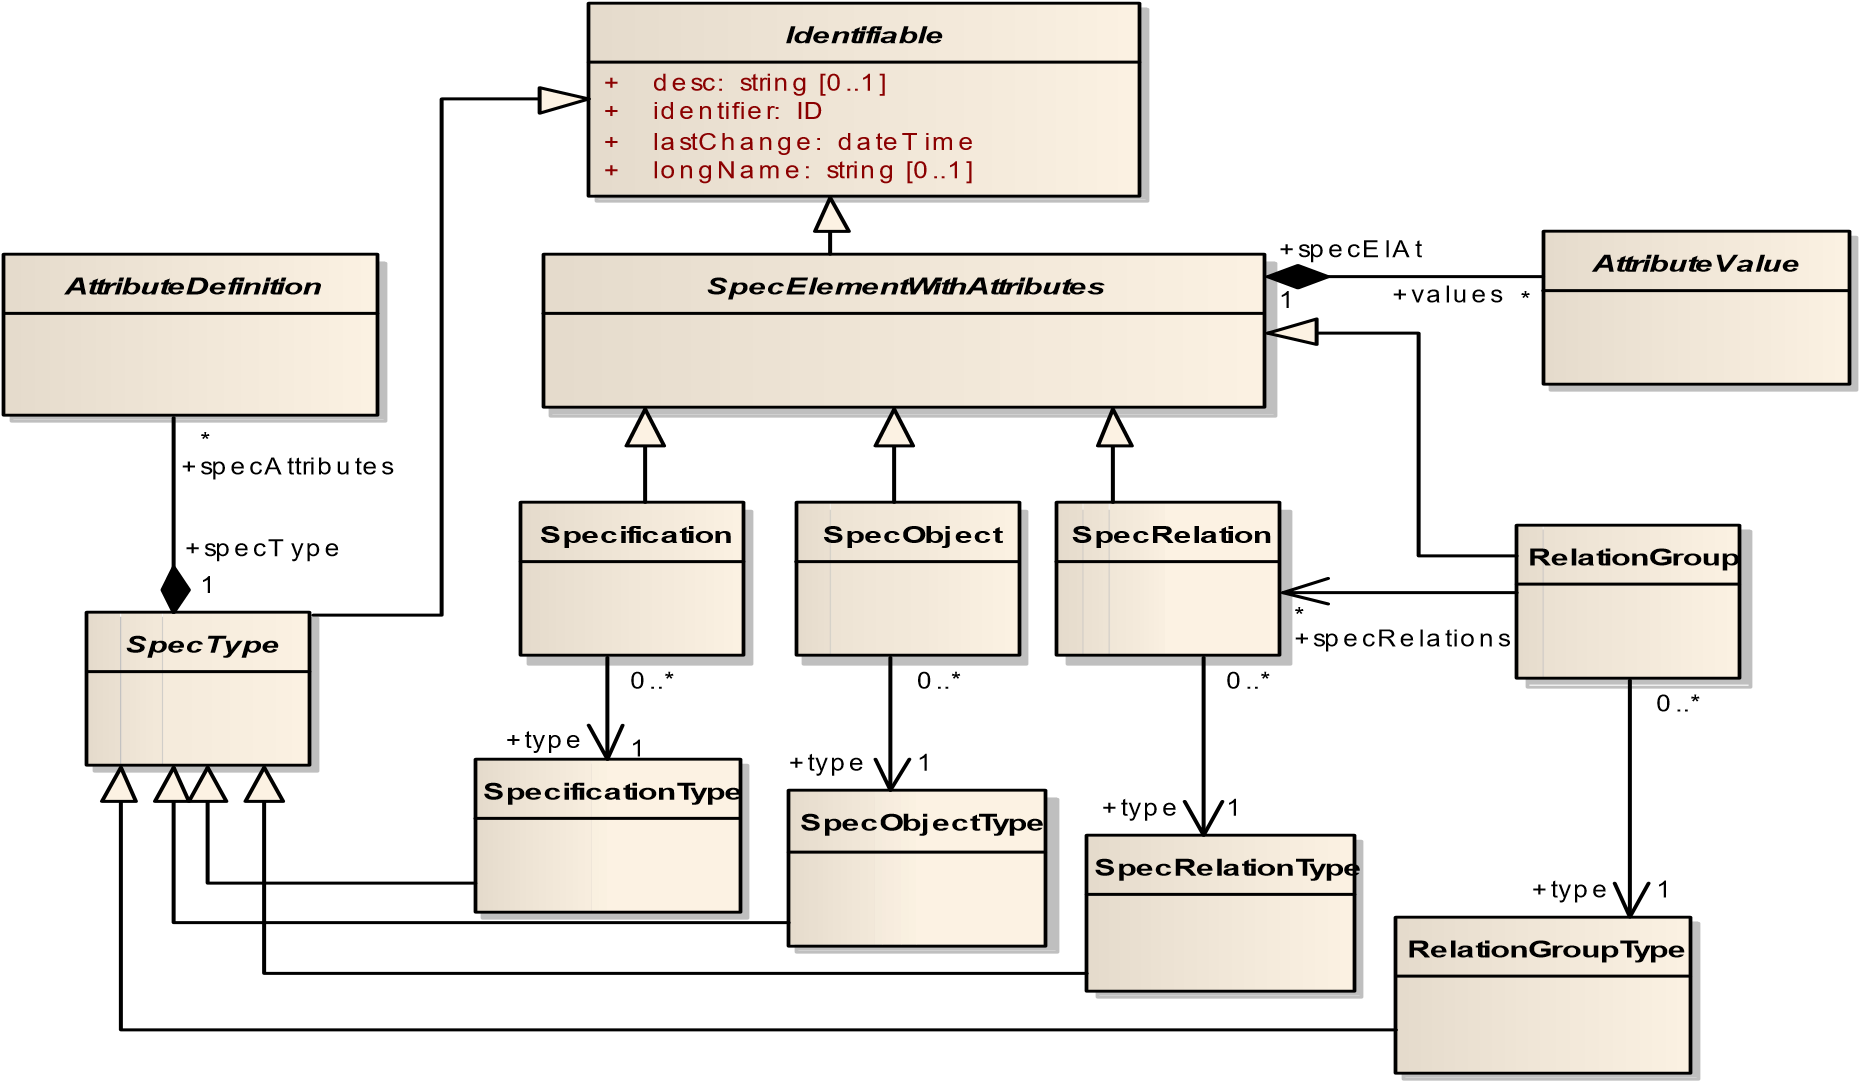 Identifiable
+ desc: string [0..1]
+ identifier: ID
+ lastChange: dateTime
+ longName: string [0..1]
AttributeDefinition
SpecElementWithAttributes
+specElAt
1
+values *
AttributeValue
*
+specAttributes
+specType
1
SpecType
Specification
SpecObject
SpecRelation
RelationGroup
*
+specRelations
0..*
0..*
0..*
0..*
+type 1
+type 1
+type 1
+type 1
SpecificationType
SpecObjectType
SpecRelationType
RelationGroupType